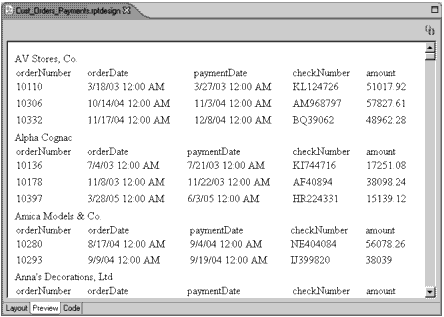 Cust_Orders_Payments.rptdesign
AV Stores, Co.
orderNumber orderDate paymentDate checkNumber amount
10110 3/18/03 12:00 AM 3/27/03 12:00 AM KL124726 51017.92
10306 10/14/04 12:00 AM 11/3/04 12:00 AM AM968797 57827.61
10332 11/17/04 12:00 AM 12/8/04 12:00 AM BQ39062 48962.28
Alpha Cognac
orderNumber orderDate paymentDate checkNumber amount
10136 7/4/03 12:00 AM 7/21/03 12:00 AM KI744716 17251.08
10178 11/8/03 12:00 AM 11/22/03 12:00 AM AF40894 38098.24
10397 3/28/05 12:00 AM 6/3/05 12:00 AM HR224331 15139.12
Amica Models & Co.
orderNumber orderDate paymentDate checkNumber amount
10280 8/17/04 12:00 AM 9/4/04 12:00 AM NE404084 56078.26
10293 9/9/04 12:00 AM 9/19/04 12:00 AM IJ399820 38039
Anna's Decorations, Ltd
orderNumber orderDate paymentDate checkNumber amount
Layout Preview Code